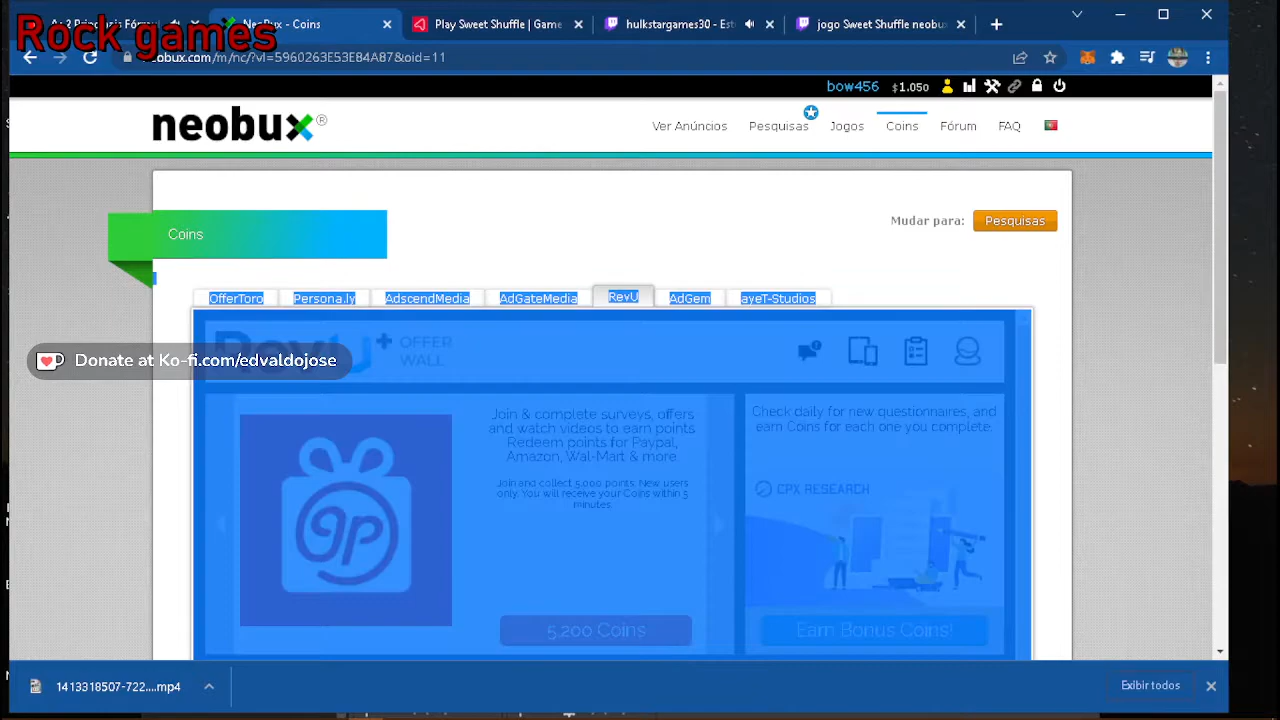 Rock games
NeoBux - Coins
Play Sweet Shuffle | Game
hulkstargames30 - Est
jogo Sweet Shuffle neobux
neobux.com/m/nc/?vl=5960263E53E84A87&oid=11
bow456 $1.050
neobux®
Ver Anúncios Pesquisas Jogos Coins Fórum FAQ
Coins
Mudar para: Pesquisas
OfferToro Persona.ly AdscendMedia AdGateMedia RevU AdGem ayeT-Studios
RevU+ OFFER
WALL
Donate at Ko-fi.com/edvaldojose
Join & complete surveys, offers
and watch videos to earn points.
Redeem points for Paypal,
Amazon, Wal-Mart & more.
Join and collect 5,000 points. New users
only. You will receive your Coins within 5
minutes.
5,200 Coins
Check daily for new questionnaires, and
earn Coins for each one you complete.
CPX RESEARCH
Earn Bonus Coins!
1413318507-722....mp4
Exibir todos